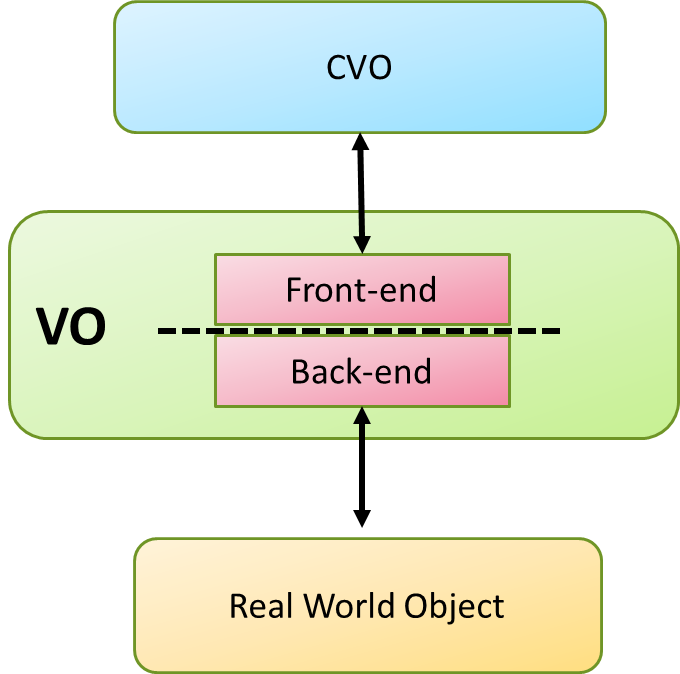 CVO
Front-end
VO
Back-end
Real World Object